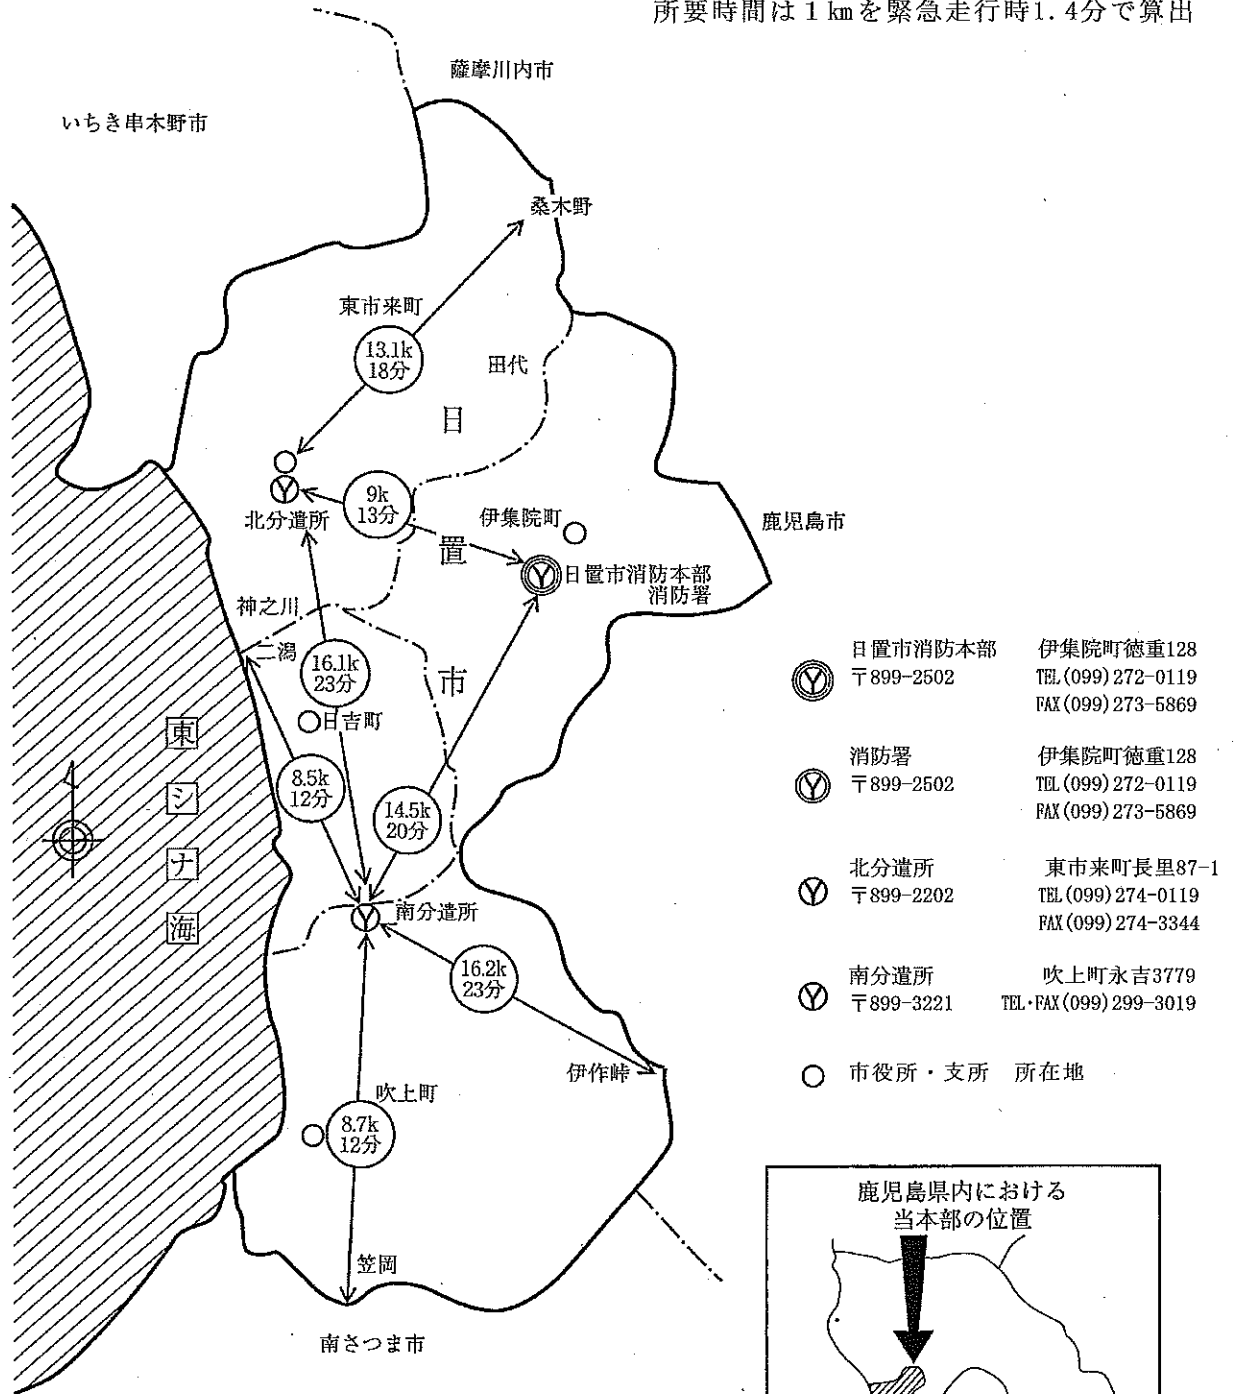 所要時間は1㎞を緊急走行時1.4分で算出
薩摩川内市
いちき串木野市
桑木野
東市来町
13.1k
18分
田代
日
9k
13分
北分遣所
伊集院町
鹿児島市
置
日置市消防本部
消防署
神之川
二潟
16.1k
23分
市
日吉町
東
シ
ナ
海
8.5k
12分
14.5k
20分
南分遣所
16.2k
23分
伊作峠
吹上町
8.7k
12分
笠岡
南さつま市
日置市消防本部 伊集院町徳重128
〒899-2502 TEL(099)272-0119
FAX(099)273-5869
消防署 伊集院町徳重128
〒899-2502 TEL(099)272-0119
FAX(099)273-5869
北分遣所 東市来町長里87-1
〒899-2202 TEL(099)274-0119
FAX(099)274-3344
南分遣所 吹上町永吉3779
〒899-3221 TEL・FAX(099)299-3019
市役所・支所 所在地
鹿児島県内における
当本部の位置